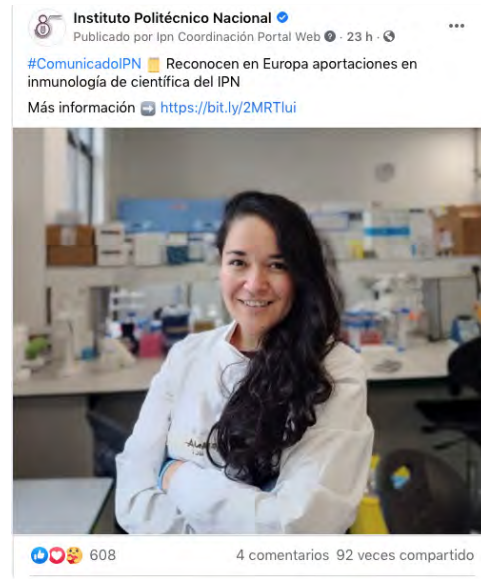 Instituto Politécnico Nacional
Publicado por Ipn Coordinación Portal Web · 23 h ·
#ComunicadoIPN Reconocen en Europa aportaciones en
inmunología de científica del IPN
Más información https://bit.ly/2MRTlui
608 4 comentarios 92 veces compartido